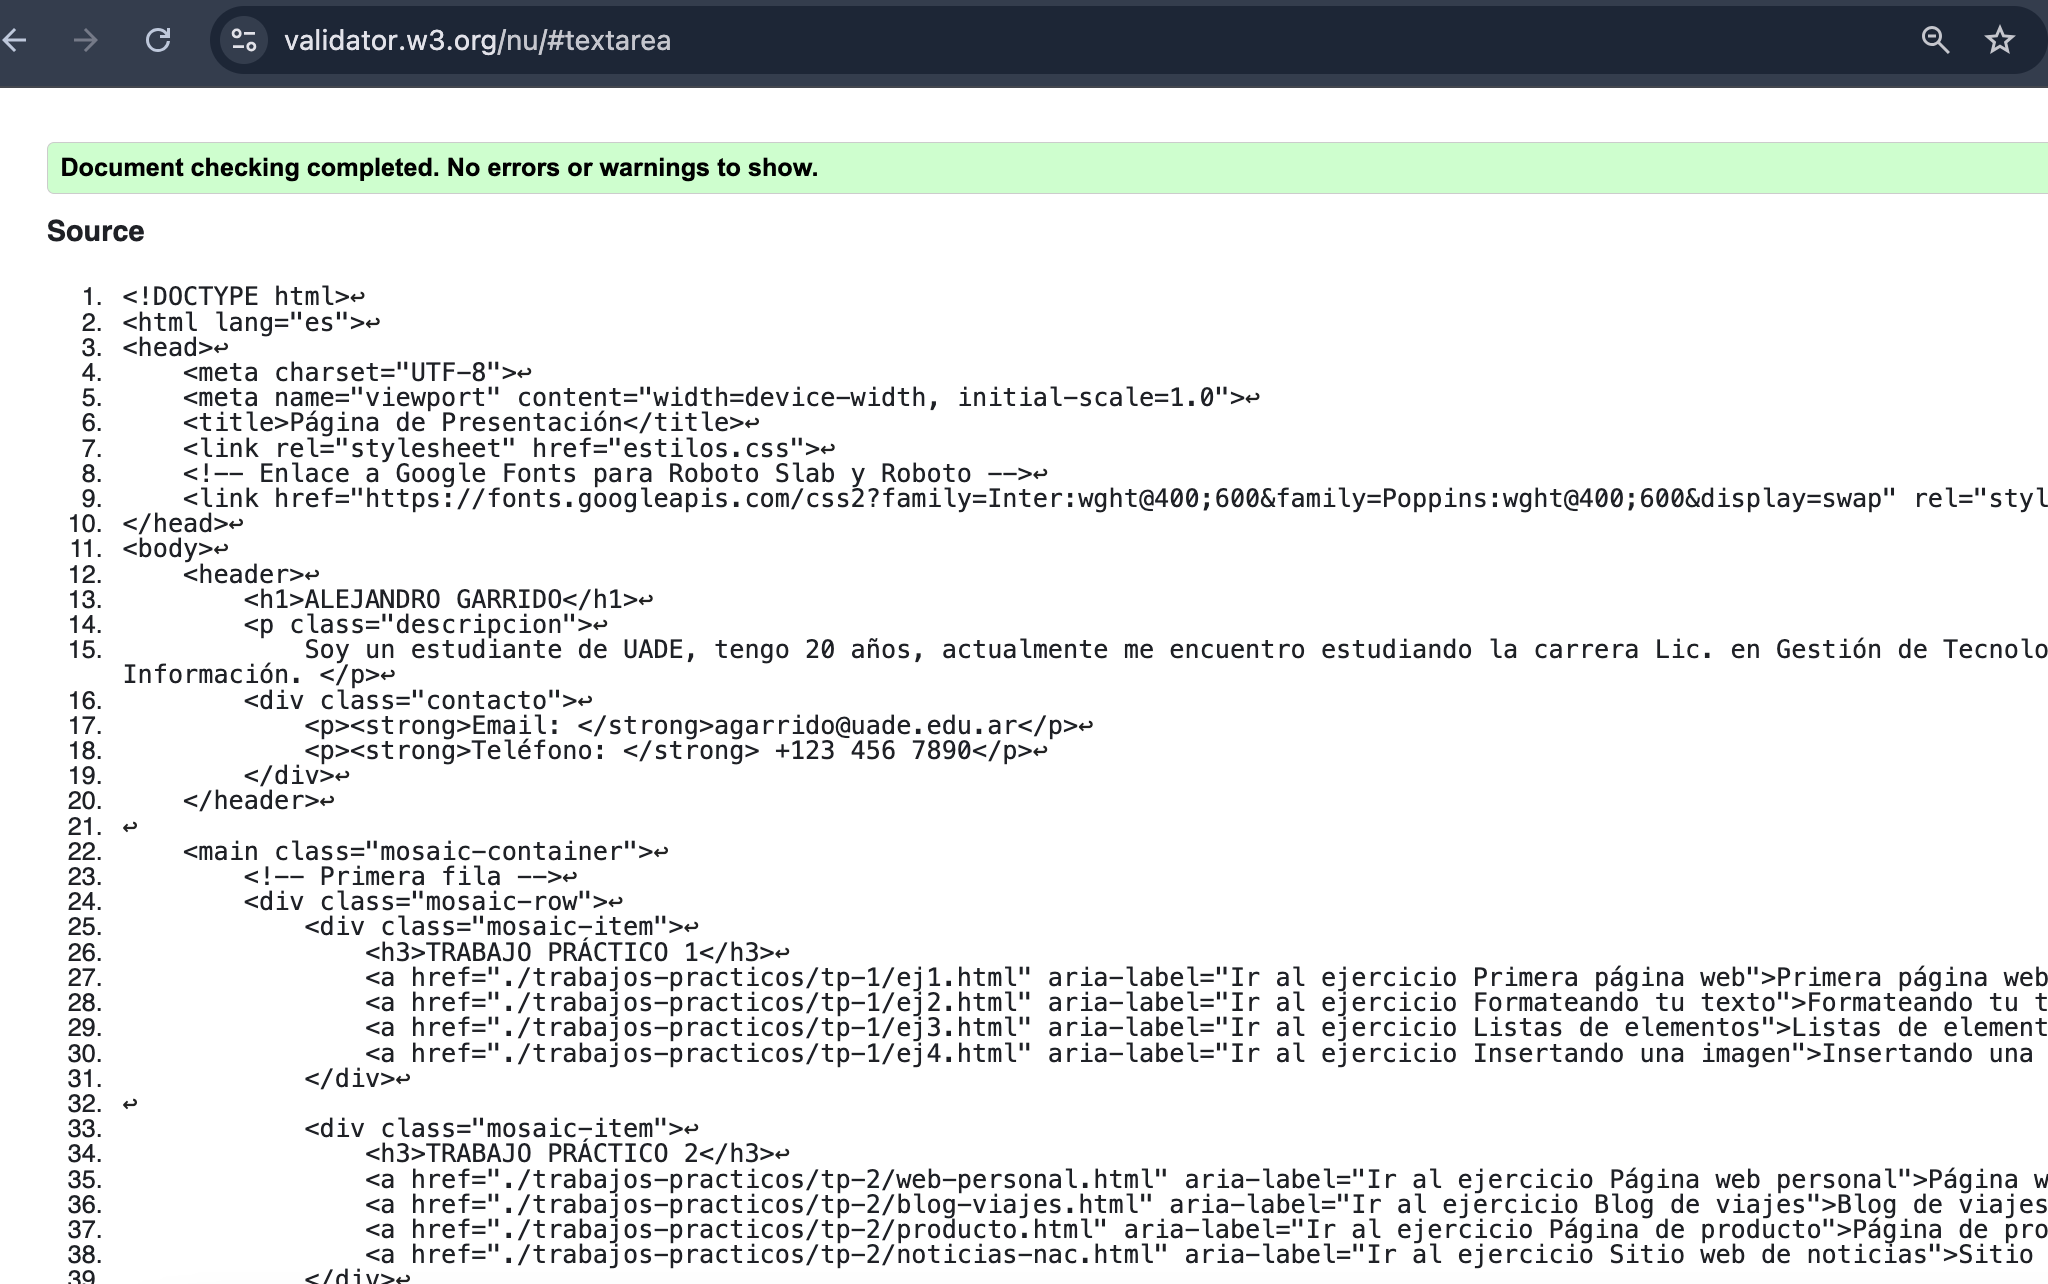 validator.w3.org/nu/#textarea
Document checking completed. No errors or warnings to show.
Source
1. <!DOCTYPE html>↩
2. <html lang="es">↩
3. <head>↩
4.     <meta charset="UTF-8">↩
5.     <meta name="viewport" content="width=device-width, initial-scale=1.0">↩
6.     <title>Página de Presentación</title>↩
7.     <link rel="stylesheet" href="estilos.css">↩
8.     <!-- Enlace a Google Fonts para Roboto Slab y Roboto -->↩
9.     <link href="https://fonts.googleapis.com/css2?family=Inter:wght@400;600&family=Poppins:wght@400;600&display=swap" rel="styl
10. </head>↩
11. <body>↩
12.     <header>↩
13.         <h1>ALEJANDRO GARRIDO</h1>↩
14.         <p class="descripcion">↩
15.             Soy un estudiante de UADE, tengo 20 años, actualmente me encuentro estudiando la carrera Lic. en Gestión de Tecnolo
Información. </p>↩
16.         <div class="contacto">↩
17.             <p><strong>Email: </strong>agarrido@uade.edu.ar</p>↩
18.             <p><strong>Teléfono: </strong> +123 456 7890</p>↩
19.         </div>↩
20.     </header>↩
21. ↩
22.     <main class="mosaic-container">↩
23.         <!-- Primera fila -->↩
24.         <div class="mosaic-row">↩
25.             <div class="mosaic-item">↩
26.                 <h3>TRABAJO PRÁCTICO 1</h3>↩
27.                 <a href="./trabajos-practicos/tp-1/ej1.html" aria-label="Ir al ejercicio Primera página web">Primera página web
28.                 <a href="./trabajos-practicos/tp-1/ej2.html" aria-label="Ir al ejercicio Formateando tu texto">Formateando tu t
29.                 <a href="./trabajos-practicos/tp-1/ej3.html" aria-label="Ir al ejercicio Listas de elementos">Listas de element
30.                 <a href="./trabajos-practicos/tp-1/ej4.html" aria-label="Ir al ejercicio Insertando una imagen">Insertando una
31.             </div>↩
32. ↩
33.             <div class="mosaic-item">↩
34.                 <h3>TRABAJO PRÁCTICO 2</h3>↩
35.                 <a href="./trabajos-practicos/tp-2/web-personal.html" aria-label="Ir al ejercicio Página web personal">Página w
36.                 <a href="./trabajos-practicos/tp-2/blog-viajes.html" aria-label="Ir al ejercicio Blog de viajes">Blog de viajes
37.                 <a href="./trabajos-practicos/tp-2/producto.html" aria-label="Ir al ejercicio Página de producto">Página de pro
38.                 <a href="./trabajos-practicos/tp-2/noticias-nac.html" aria-label="Ir al ejercicio Sitio web de noticias">Sitio
39.             </div>↩